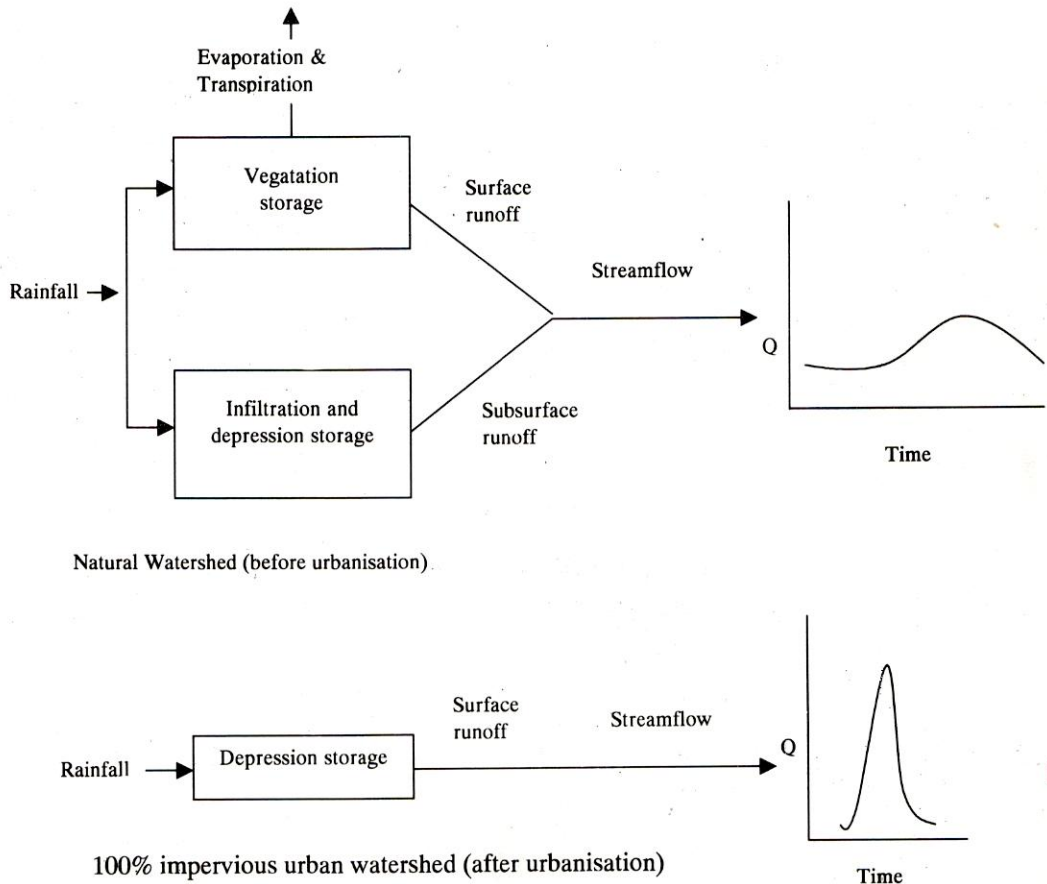 Evaporation &
Transpiration
Vegatation
storage
Surface
runoff
Streamflow
Rainfall
Q
Infiltration and
depression storage
Subsurface
runoff
Time
Natural Watershed (before urbanisation)
Surface
runoff
Streamflow
Q
Rainfall
Depression storage
100% impervious urban watershed (after urbanisation)
Time